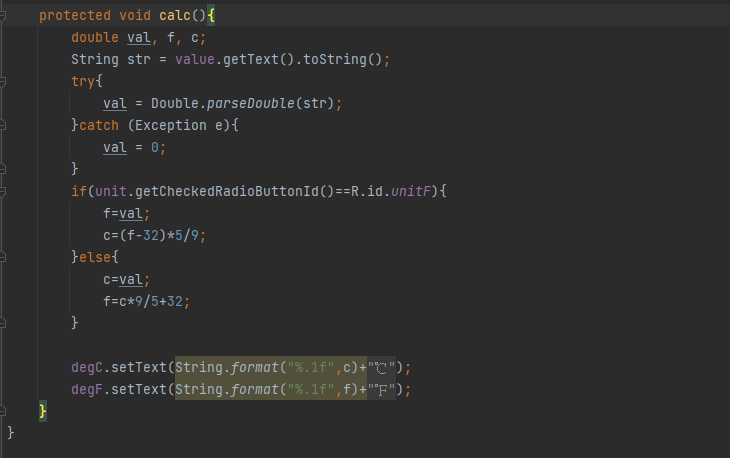 protected void calc(){
double val, f, c;
String str = value.getText().toString();
try{
val = Double.parseDouble(str);
}catch (Exception e){
val = 0;
}
if(unit.getCheckedRadioButtonId()==R.id.unitF){
f=val;
c=(f-32)*5/9;
}else{
c=val;
f=c*9/5+32;
}
degC.setText(String.format("%.1f",c)+"℃");
degF.setText(String.format("%.1f",f)+"℉");
}
}